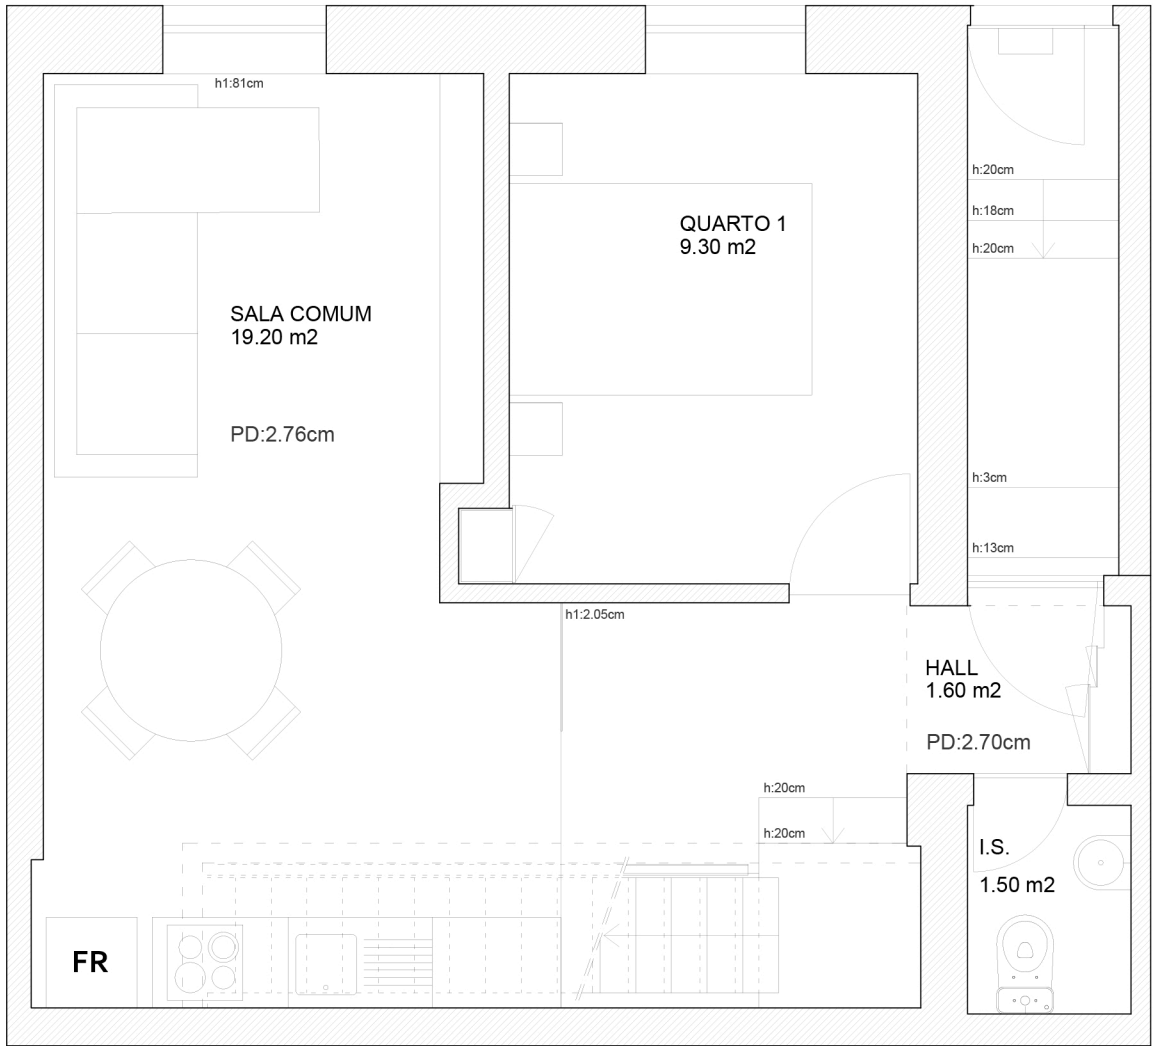 h1:81cm
h:20cm
h:18cm
h:20cm
QUARTO 1
9.30 m2
SALA COMUM
19.20 m2
PD:2.76cm
h:3cm
h:13cm
h1:2.05cm
HALL
1.60 m2
PD:2.70cm
h:20cm
h:20cm
I.S.
1.50 m2
FR